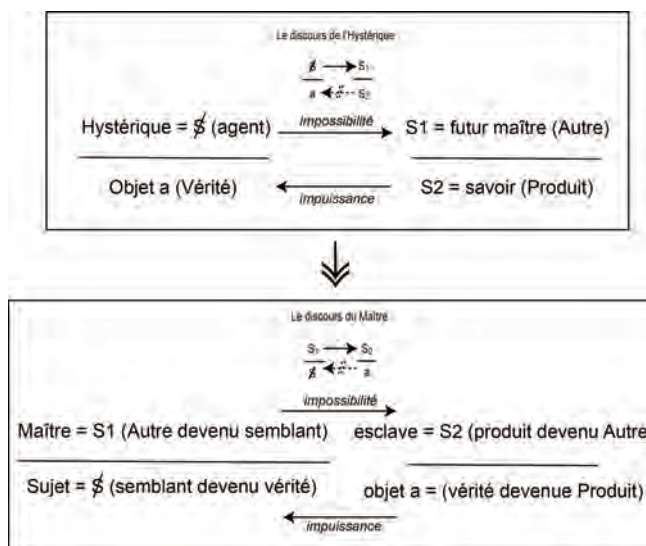 Le discours de l'Hystérique
$ S1
a S2
Impossibilité
Hystérique = $ (agent) S1 = futur maître (Autre)
Objet a (Vérité) S2 = savoir (Produit)
impuissance
Le discours du Maître
S1 S2
$ a
impossibilité
Maître = S1 (Autre devenu semblant) esclave = S2 (produit devenu Autre
Sujet = $ (semblant devenu vérité) objet a = (vérité devenue Produit)
impuissance